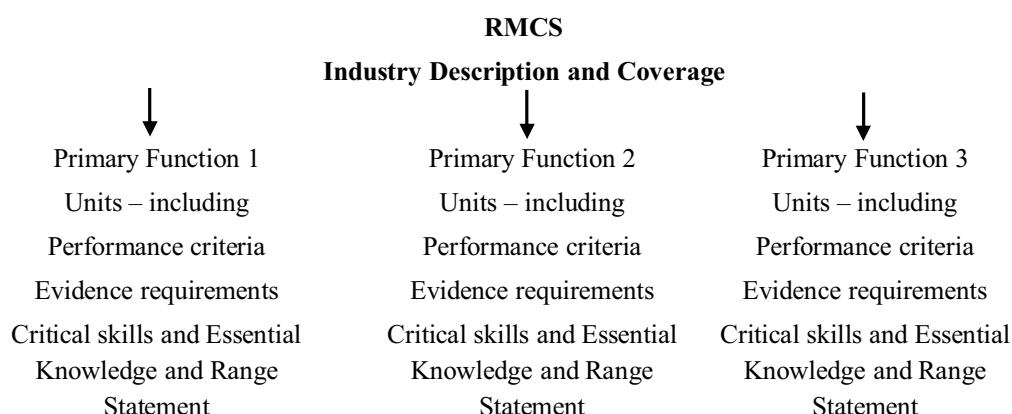 RMCS
Industry Description and Coverage
Primary Function 1
Units – including
Performance criteria
Evidence requirements
Critical skills and Essential
Knowledge and Range
Statement
Primary Function 2
Units – including
Performance criteria
Evidence requirements
Critical skills and Essential
Knowledge and Range
Statement
Primary Function 3
Units – including
Performance criteria
Evidence requirements
Critical skills and Essential
Knowledge and Range
Statement